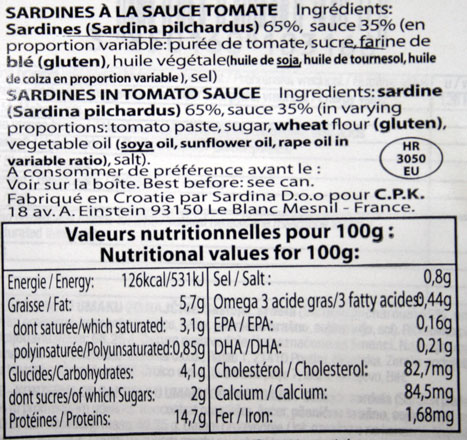 SARDINES À LA SAUCE TOMATE Ingrédients:
Sardines (Sardina pilchardus) 65%, sauce 35% (en
proportion variable: purée de tomate, sucre, farine de
blé (gluten), huile végétale(huile de soja, huile de tournesol, huile
de colza en proportion variable ), sel)
SARDINES IN TOMATO SAUCE Ingredients: sardine
(Sardina pilchardus) 65%, sauce 35% (in varying
proportions: tomato paste, sugar, wheat flour (gluten),
vegetable oil (soya oil, sunflower oil, rape oil in
variable ratio), salt).
HR
3050
EU
A consommer de préférence avant le :
Voir sur la boîte. Best before: see can.
Fabriqué en Croatie par Sardina D.o.o pour C.P.K.
18 av. A. Einstein 93150 Le Blanc Mesnil - France.
Valeurs nutritionnelles pour 100g :
Nutritional values for 100g:
Energie / Energy: 126kcal/531kJ
Graisse / Fat: 5,7g
dont saturée/which saturated: 3,1g
polyinsaturée/Polyunsaturated:0,85g
Glucides/Carbohydrates: 4,1g
dont sucres/of which Sugars: 2g
Protéines / Proteins: 14,7g
Sel / Salt : 0,8g
Omega 3 acide gras/3 fatty acides:0,44g
EPA / EPA: 0,16g
DHA /DHA: 0,21g
Cholestérol / Cholesterol: 82,7mg
Calcium / Calcium: 84,5mg
Fer / Iron: 1,68mg